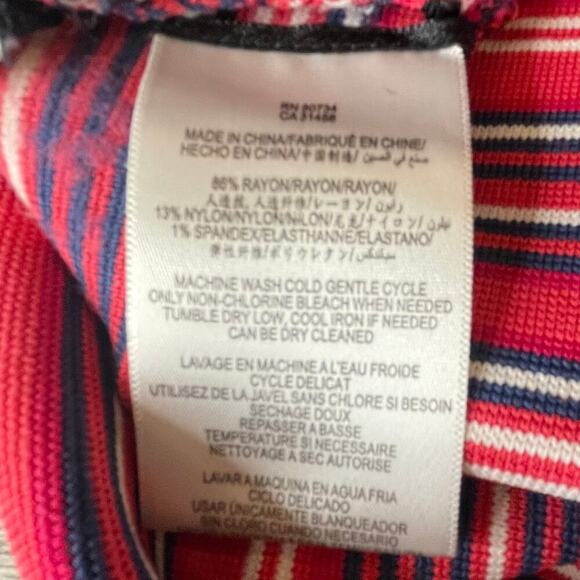 RN 90734
CA 31488
MADE IN CHINA/FABRIQUÉ EN CHINE/
HECHO EN CHINA/中国制造/ صنع في الصين/
86% RAYON/RAYON/RAYON/
人造丝, 人造纤维/レーヨン/ رايون/
13% NYLON/NYLON/NILON/ ナイロン/ نايلون/
1% SPANDEX/ELASTHANNE/ELASTANO/
弹性纤维/ポリウレタン/
MACHINE WASH COLD GENTLE CYCLE
ONLY NON-CHLORINE BLEACH WHEN NEEDED
TUMBLE DRY LOW, COOL IRON IF NEEDED
CAN BE DRY CLEANED
LAVAGE EN MACHINE A L'EAU FROIDE
CYCLE DELICAT
UTILISEZ DE LA JAVEL SANS CHLORE SI BESOIN
SECHAGE DOUX
REPASSER A BASSE
TEMPERATURE SI NECESSAIRE
NETTOYAGE A SEC AUTORISE
LAVAR A MAQUINA EN AGUA FRIA
CICLO DELICADO
USAR ÚNICAMENTE BLANQUEADOR
SIN CLORO CUANDO NECESARIO